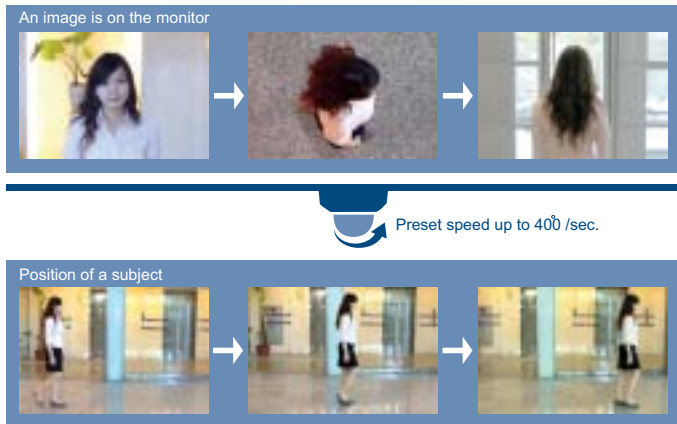 An image is on the monitor
Preset speed up to 400° /sec.
Position of a subject